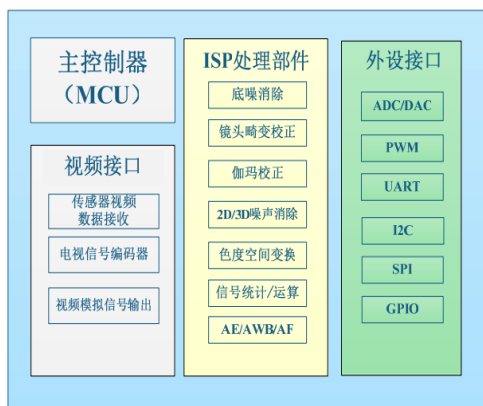 主控制器
（MCU）
视频接口
传感器视频
数据接收
电视信号编码器
视频模拟信号输出
ISP处理部件
底噪消除
镜头畸变校正
伽玛校正
2D/3D噪声消除
色度空间变换
信号统计/运算
AE/AWB/AF
外设接口
ADC/DAC
PWM
UART
I2C
SPI
GPIO